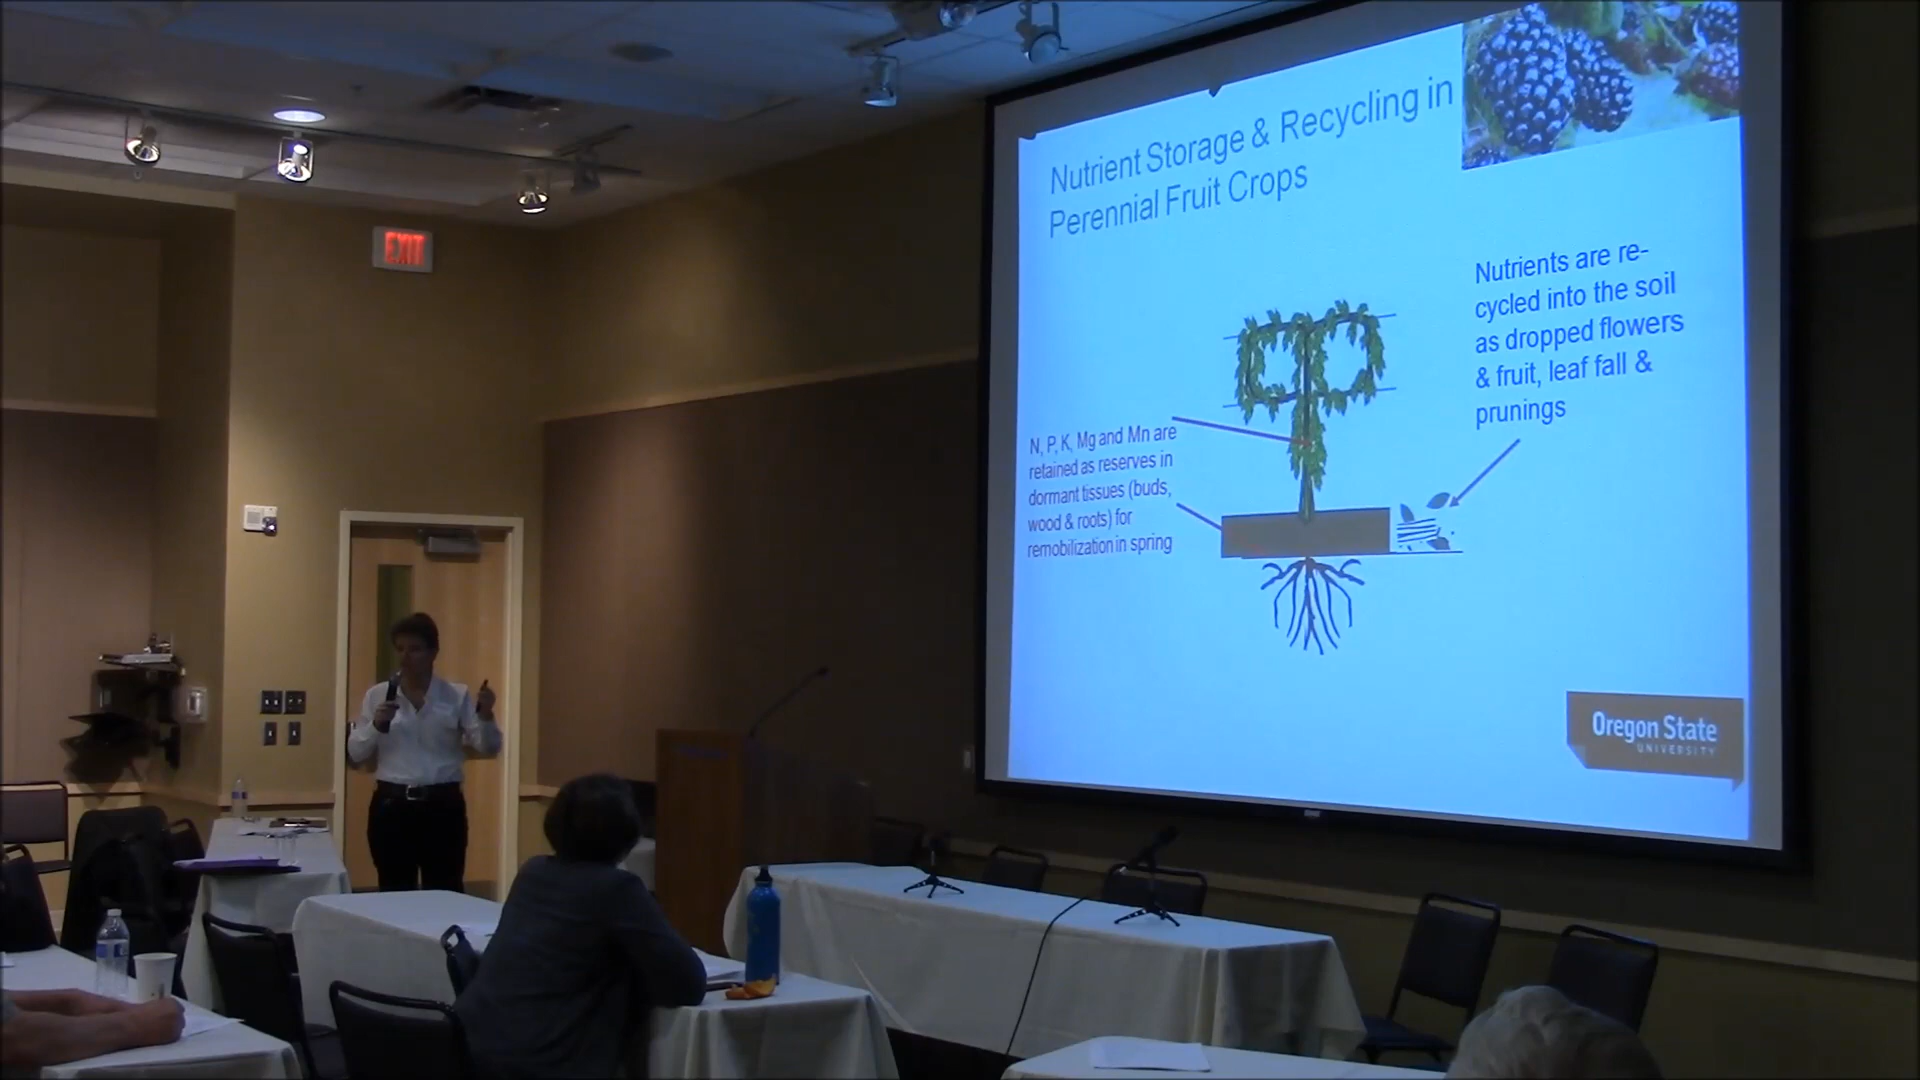 EXIT
Nutrient Storage & Recycling in
Perennial Fruit Crops
Nutrients are re-
cycled into the soil
as dropped flowers
& fruit, leaf fall &
prunings
N, P, K, Mg and Mn are
retained as reserves in
dormant tissues (buds,
wood & roots) for
remobilization in spring
Oregon State
UNIVERSITY